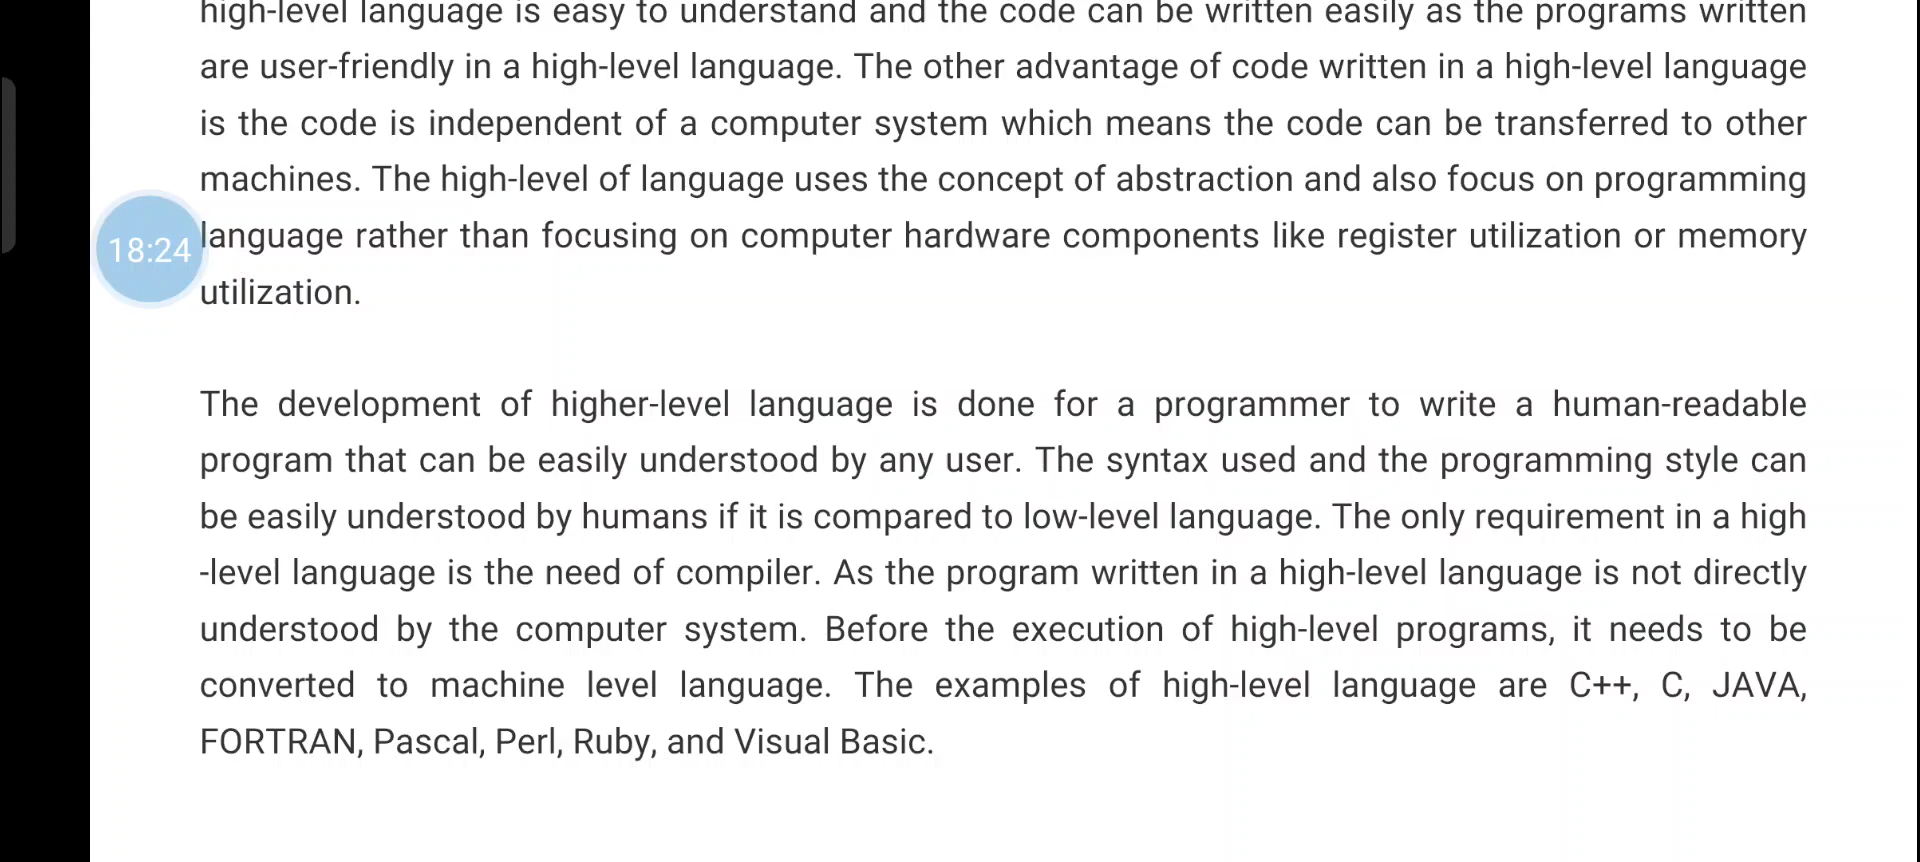 high-level language is easy to understand and the code can be written easily as the programs written
are user-friendly in a high-level language. The other advantage of code written in a high-level language
is the code is independent of a computer system which means the code can be transferred to other
machines. The high-level of language uses the concept of abstraction and also focus on programming
18:24
language rather than focusing on computer hardware components like register utilization or memory
utilization.
The development of higher-level language is done for a programmer to write a human-readable
program that can be easily understood by any user. The syntax used and the programming style can
be easily understood by humans if it is compared to low-level language. The only requirement in a high
-level language is the need of compiler. As the program written in a high-level language is not directly
understood by the computer system. Before the execution of high-level programs, it needs to be
converted to machine level language. The examples of high-level language are C++, C, JAVA,
FORTRAN, Pascal, Perl, Ruby, and Visual Basic.